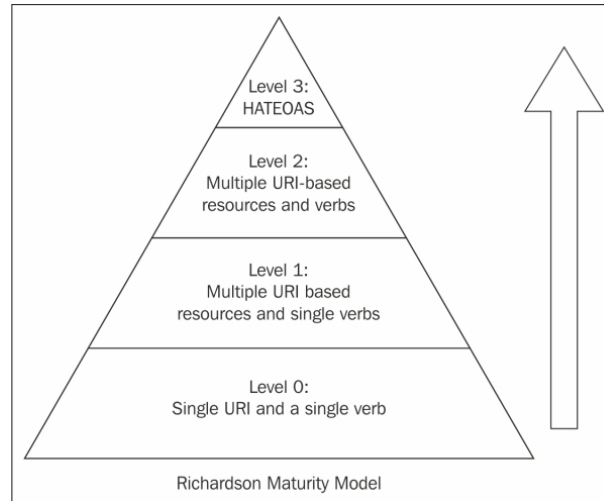 Level 3:
HATEOAS
Level 2:
Multiple URI-based
resources and verbs
Level 1:
Multiple URI based
resources and single verbs
Level 0:
Single URI and a single verb
Richardson Maturity Model